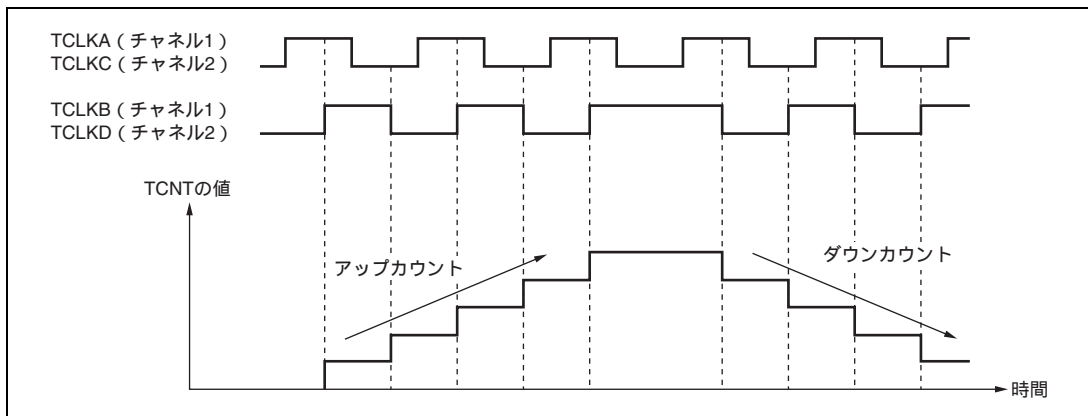 TCLKA（チャネル1）
TCLKC（チャネル2）
TCLKB（チャネル1）
TCLKD（チャネル2）
TCNTの値
アップカウント
ダウンカウント
時間